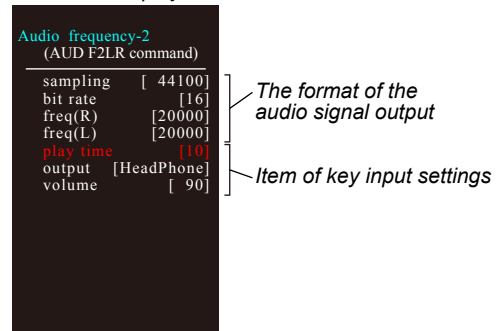 Audio frequency-2
(AUD F2LR command)
sampling [ 44100]
bit rate [16]
freq(R) [20000]
freq(L) [20000]
play time [10]
output [HeadPhone]
volume [ 90]
The format of the
audio signal output
Item of key input settings